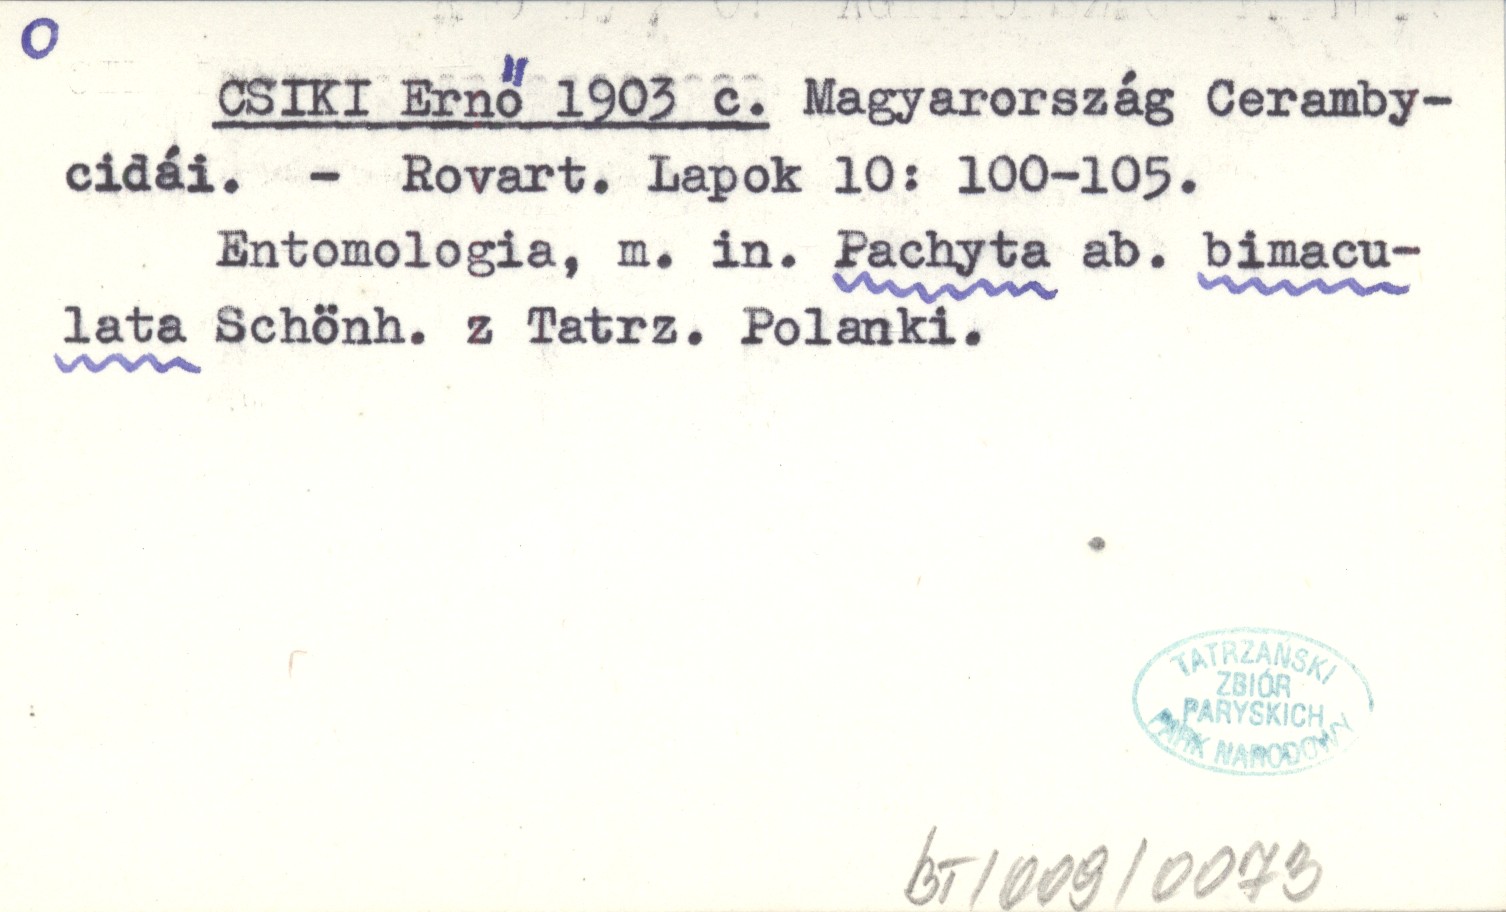 O
CSIKI Ernő 1903 c. Magyarország Ceramby-
cidái. - Rovart. Lapok 10: 100-105.
Entomologia, m. in. Pachyta ab. bimacu-
lata Schönh. z Tatrz. Polanki.
TATRZAŃSKI
ZBIÓR
PARYSKICH
PARK NARODOWY
BT/009/0073